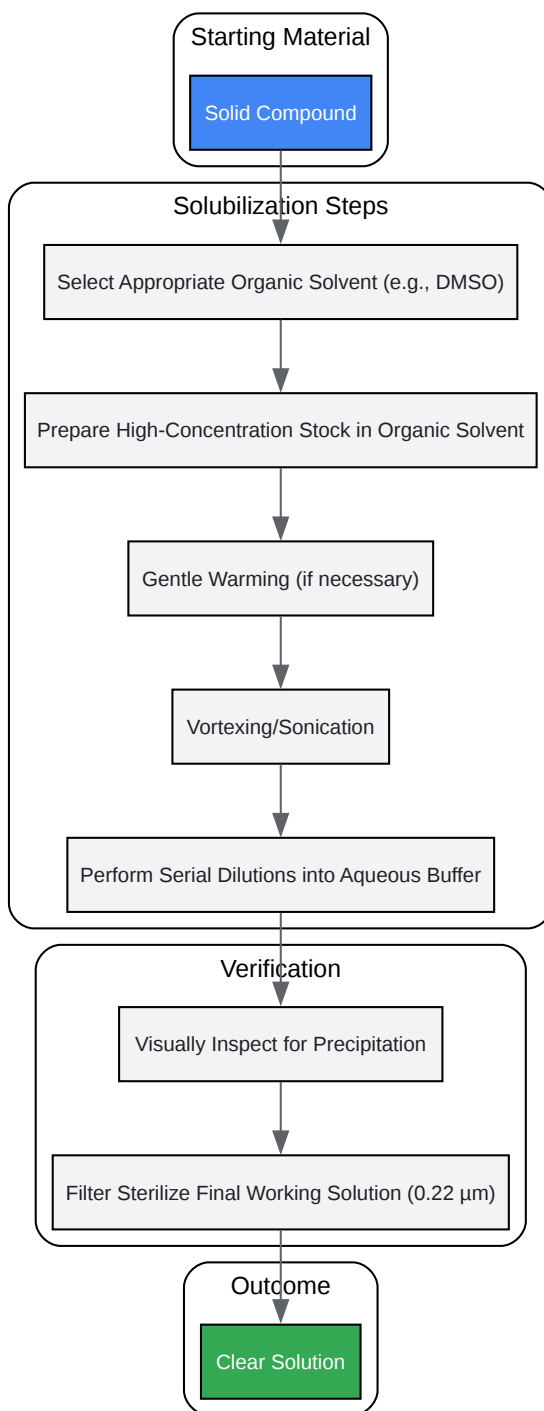 Starting Material
Solid Compound
Solubilization Steps
Select Appropriate Organic Solvent (e.g., DMSO)
Prepare High-Concentration Stock in Organic Solvent
Gentle Warming (if necessary)
Vortexing/Sonication
Perform Serial Dilutions into Aqueous Buffer
Verification
Visually Inspect for Precipitation
Filter Sterilize Final Working Solution (0.22 µm)
Outcome
Clear Solution